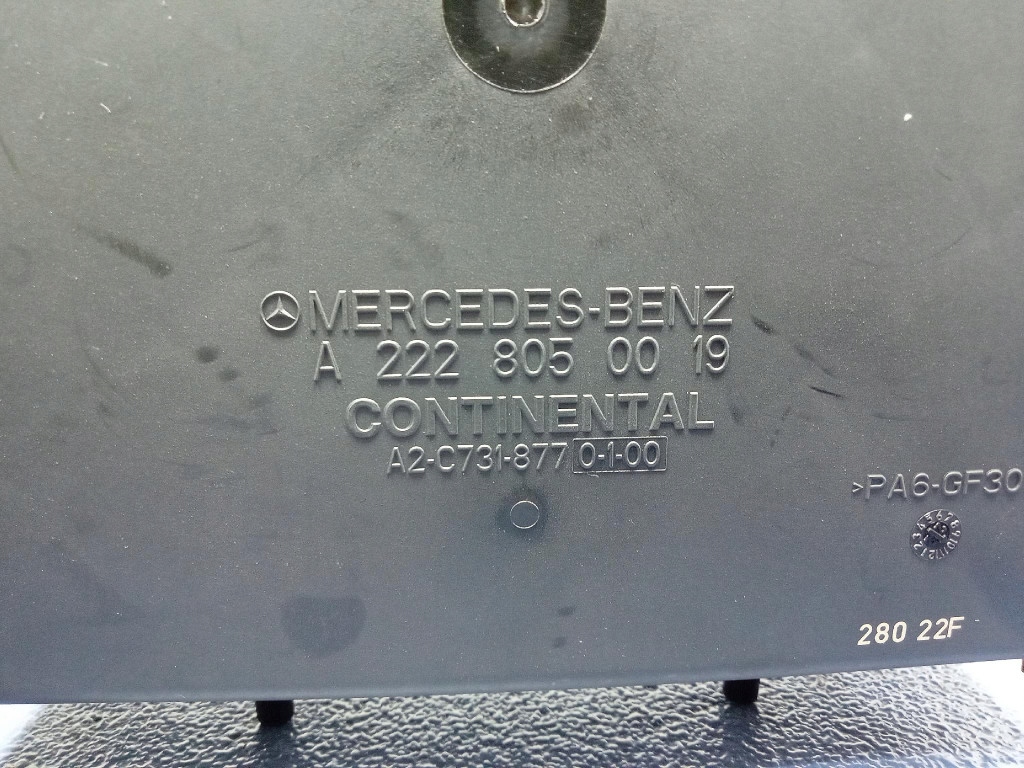 MERCEDES-BENZ
A 222 805 00 19
CONTINENTAL
A2-C731-877 0-1-00
>PA6-GF30
280 22F